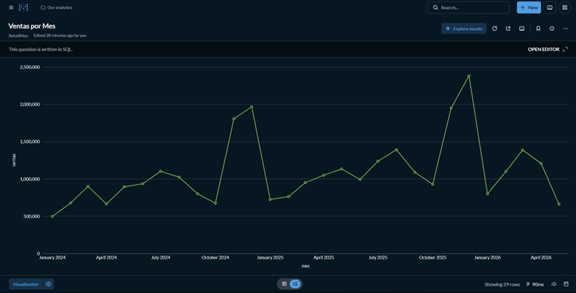 Our analytics
Search...
New
Ventas por Mes
RetailMax Edited 38 minutes ago by you
Explore results
This question is written in SQL.
OPEN EDITOR
2,500,000
2,000,000
1,500,000
1,000,000
500,000
0
ventas
January 2024 April 2024 July 2024 October 2024 January 2025 April 2025 July 2025 October 2025 January 2026 April 2026
mes
Visualization
Showing 29 rows 90ms